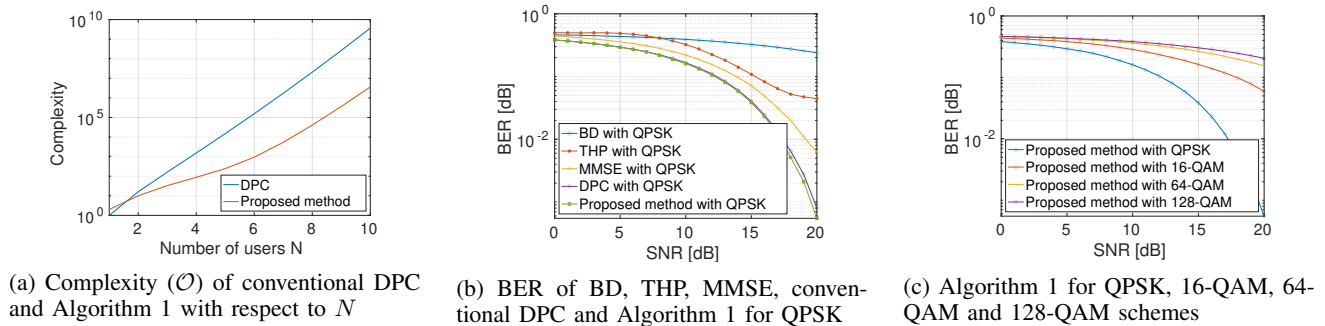 10^10
10^5
10^0
Complexity
DPC
Proposed method
2 4 6 8 10
Number of users N
(a) Complexity (𝒪) of conventional DPC
and Algorithm 1 with respect to N
10^0
10^-2
BER [dB]
BD with QPSK
THP with QPSK
MMSE with QPSK
DPC with QPSK
Proposed method with QPSK
0 5 10 15 20
SNR [dB]
(b) BER of BD, THP, MMSE, conven-
tional DPC and Algorithm 1 for QPSK
10^0
10^-2
BER [dB]
Proposed method with QPSK
Proposed method with 16-QAM
Proposed method with 64-QAM
Proposed method with 128-QAM
0 5 10 15 20
SNR [dB]
(c) Algorithm 1 for QPSK, 16-QAM, 64-
QAM and 128-QAM schemes